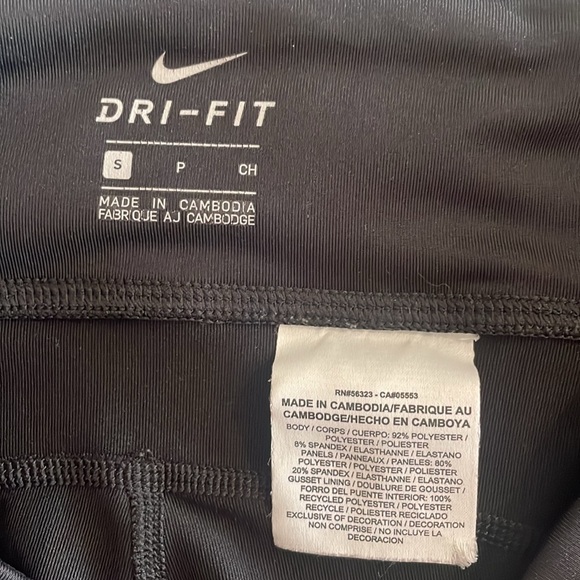 DRI-FIT
S P CH
MADE IN CAMBODIA
FABRIQUE AU CAMBODGE
RN#56323 - CA#05553
MADE IN CAMBODIA/FABRIQUE AU
CAMBODGE/HECHO EN CAMBOYA
BODY / CORPS / CUERPO: 92% POLYESTER /
POLYESTER / POLIESTER
8% SPANDEX / ELASTHANNE / ELASTANO
PANELS / PANNEAUX / PANELES: 80%
POLYESTER / POLYESTER / POLIESTER
20% SPANDEX / ELASTHANNE / ELASTANO
GUSSET LINING / DOUBLURE DE GOUSSET /
FORRO DEL PUENTE INTERIOR: 100%
RECYCLED POLYESTER / POLYESTER
RECYCLE / POLIESTER RECICLADO
EXCLUSIVE OF DECORATION / DECORATION
NON COMPRISE / NO INCLUYE LA
DECORACION